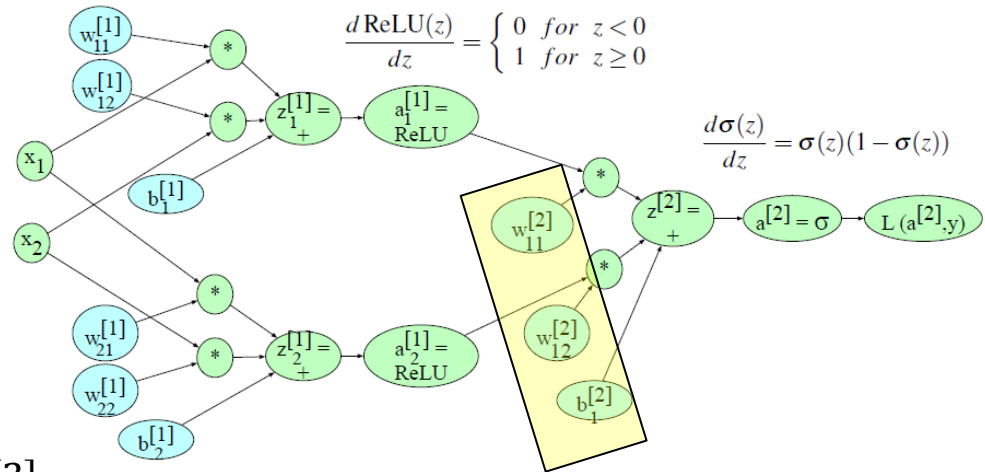 w[1]11
d ReLU(z)/dz = { 0 for z < 0
1 for z ≥ 0
*
w[1]12
z[1]1 = +
a[1]1 = ReLU
*
dσ(z)/dz = σ(z)(1 − σ(z))
x1
b[1]1
*
w[2]11
z[2] = +
a[2] = σ
L (a[2],y)
x2
*
*
w[1]21
w[2]12
z[1]2 = +
a[1]2 = ReLU
*
w[1]22
b[2]1
b[1]2